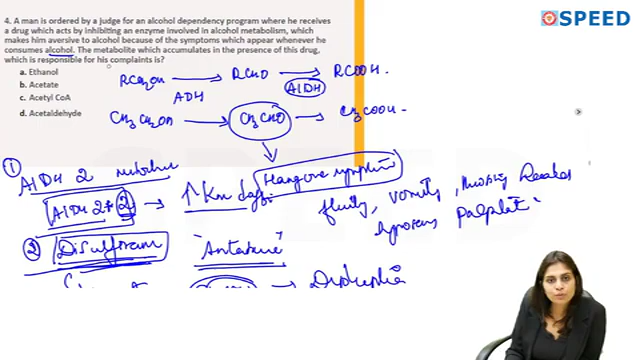 SPEED
4. A man is ordered by a judge for an alcohol dependency program where he receives
a drug which acts by inhibiting an enzyme involved in alcohol metabolism, which
makes him aversive to alcohol because of the symptoms which appear whenever he
consumes alcohol. The metabolite which accumulates in the presence of this drug,
which is responsible for his complaints is?
a. Ethanol
b. Acetate
c. Acetyl CoA
d. Acetaldehyde
RCH2OH → RCHO → RCOOH.
ADH AlDH
CH3CH2OH → CH3CHO → CH3COOH.
① AlDH 2
Hangover symptoms
AlDH 2*2 → ↑Km
② Disulfiram "Antabuse"